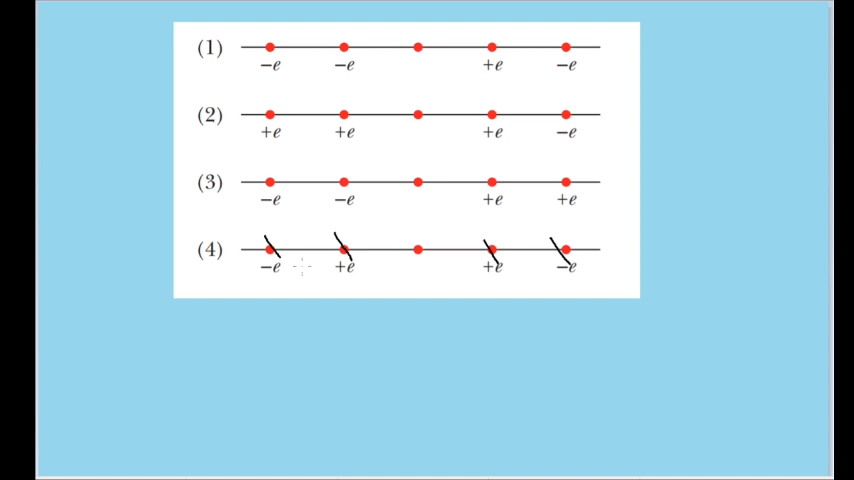 (1)
−e −e +e −e
(2)
+e +e +e −e
(3)
−e −e +e +e
(4)
−e +e +e −e